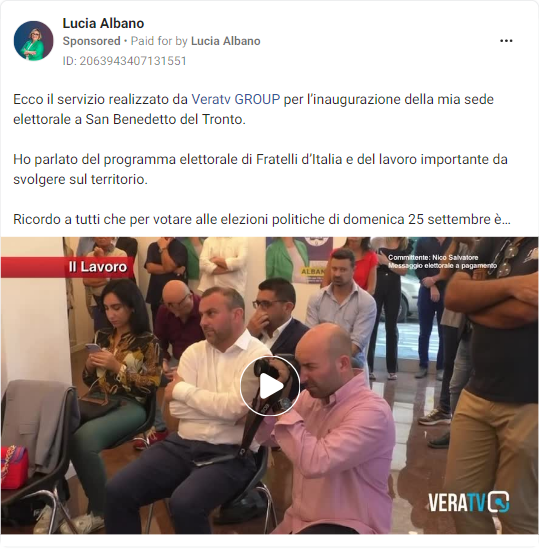 Lucia Albano
Sponsored • Paid for by Lucia Albano
ID: 2063943407131551
Ecco il servizio realizzato da Veratv GROUP per l’inaugurazione della mia sede
elettorale a San Benedetto del Tronto.
Ho parlato del programma elettorale di Fratelli d’Italia e del lavoro importante da
svolgere sul territorio.
Ricordo a tutti che per votare alle elezioni politiche di domenica 25 settembre è...
Il Lavoro
Committente: Nico Salvatore
Messaggio elettorale a pagamento
ALBANO
VERATV